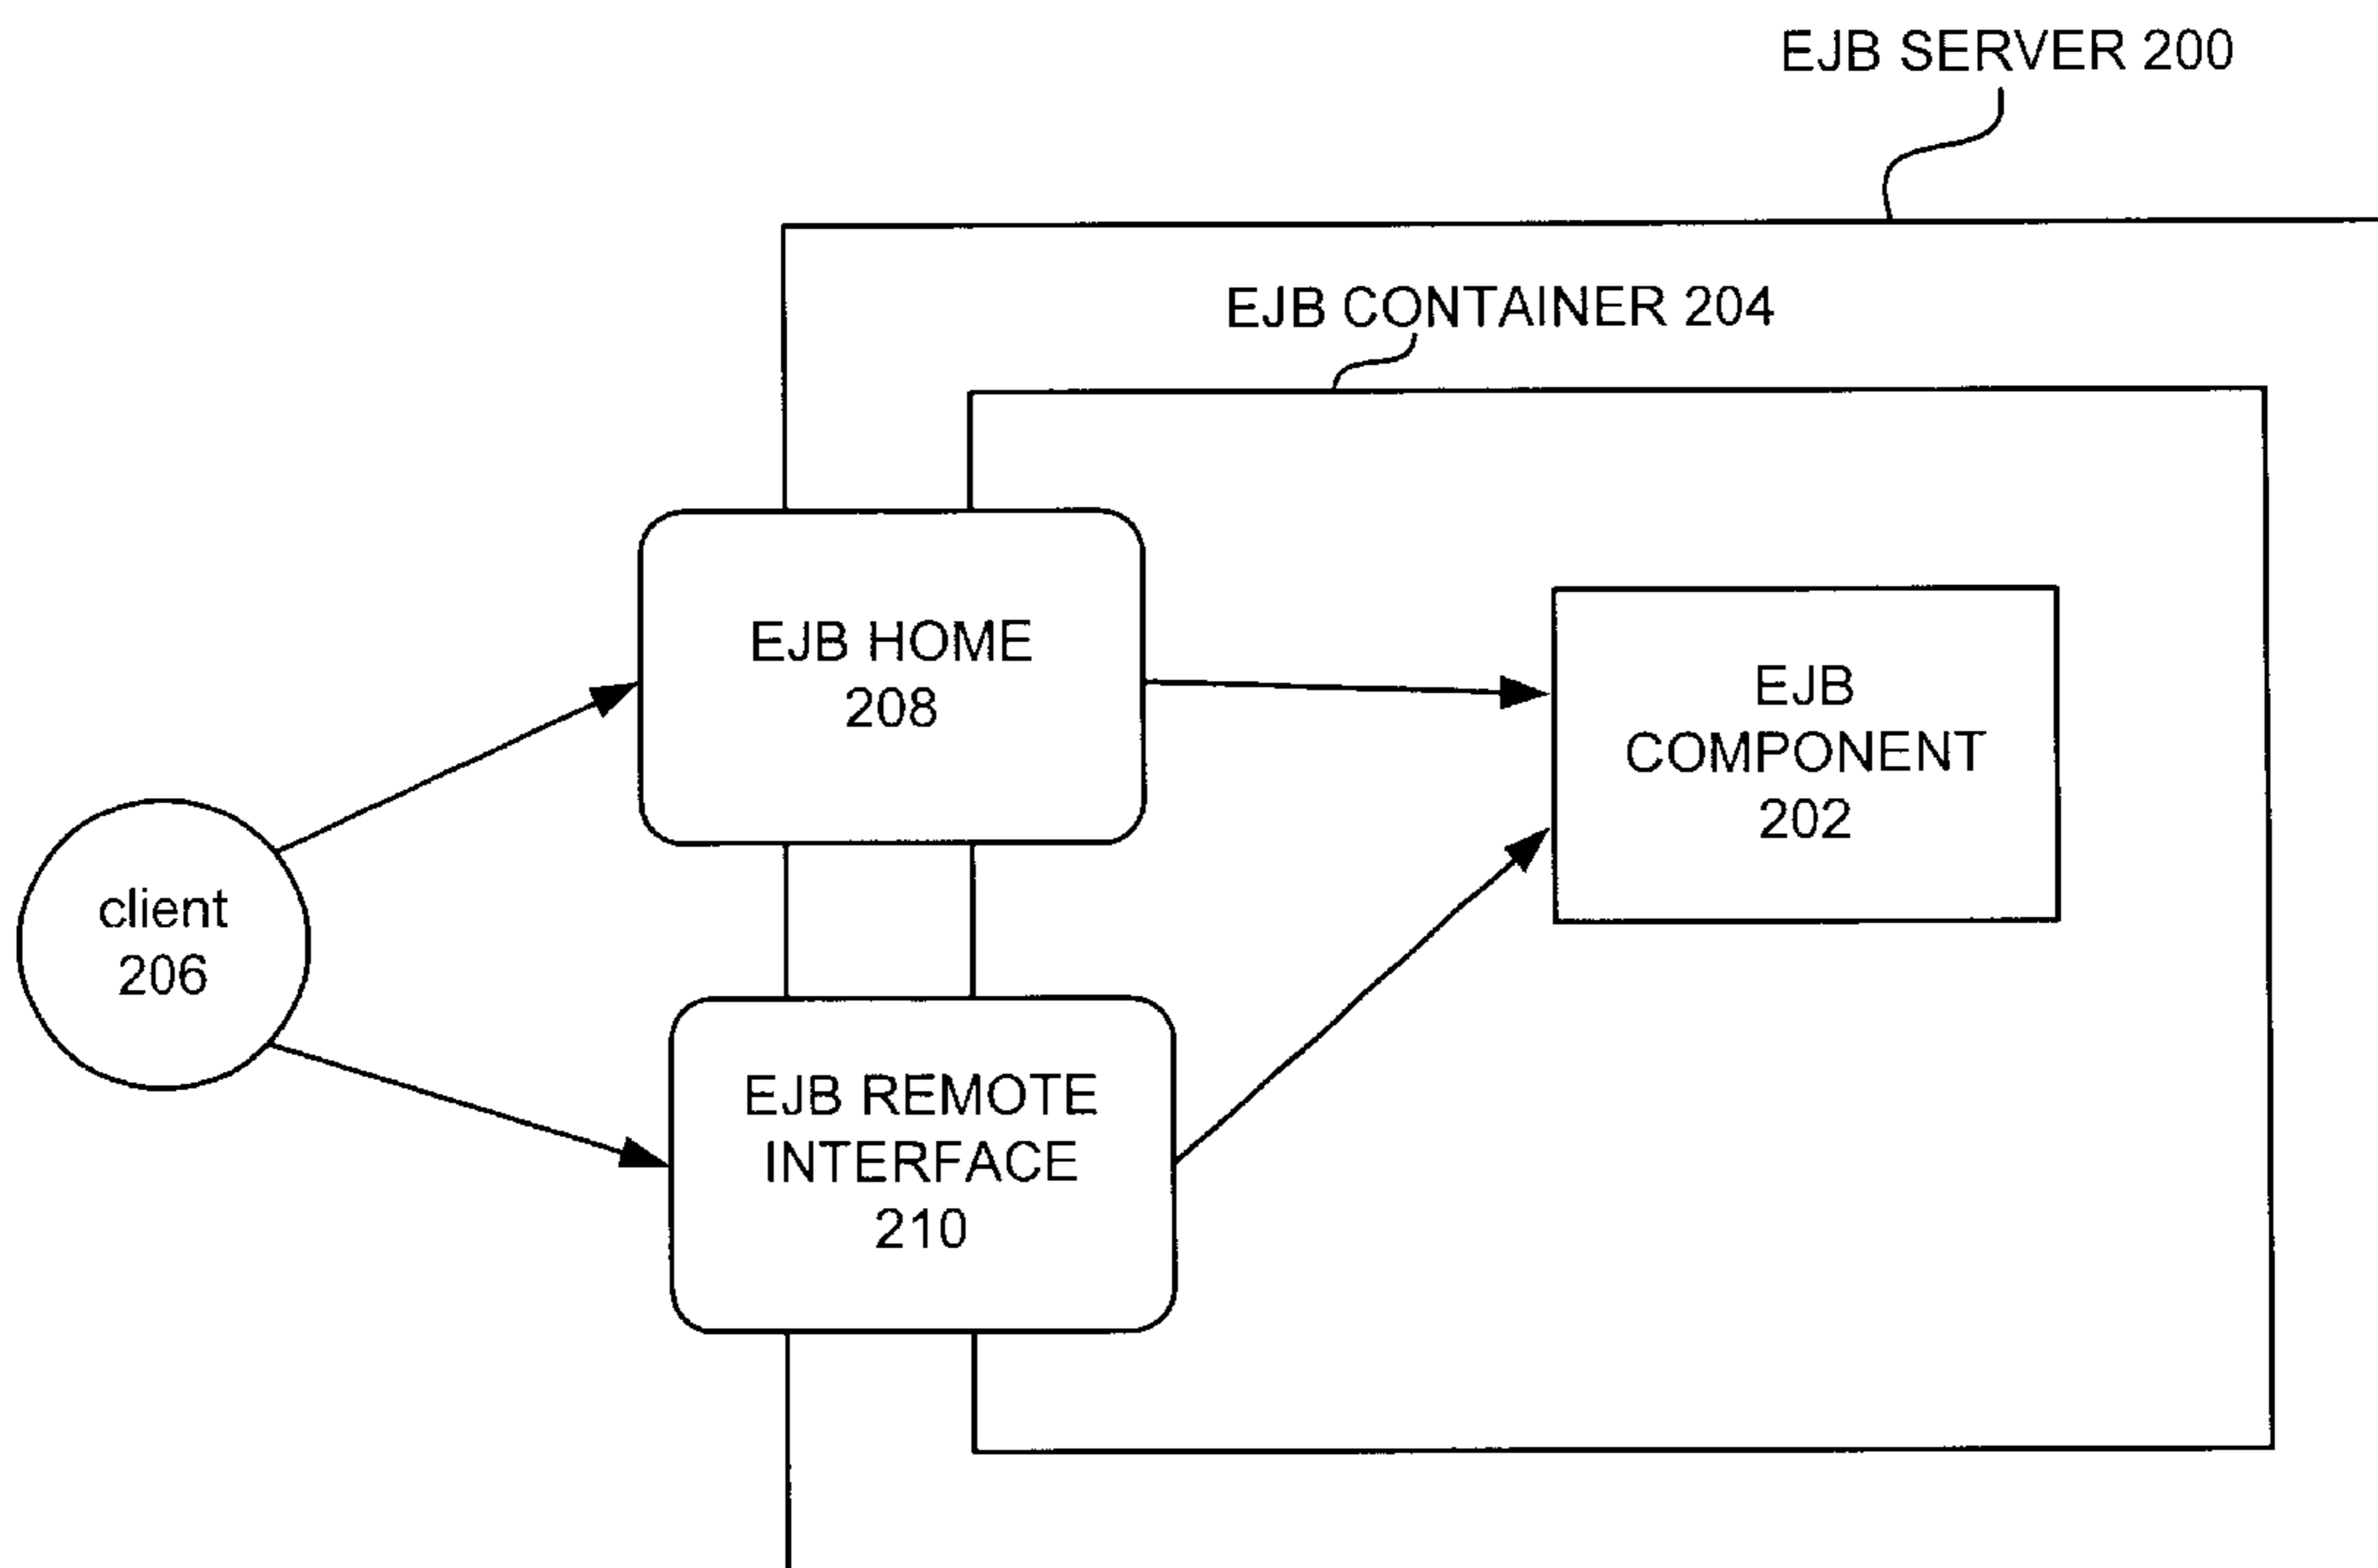 EJB SERVER 200
EJB CONTAINER 204
EJB HOME
208
EJB
COMPONENT
202
client
206
EJB REMOTE
INTERFACE
210